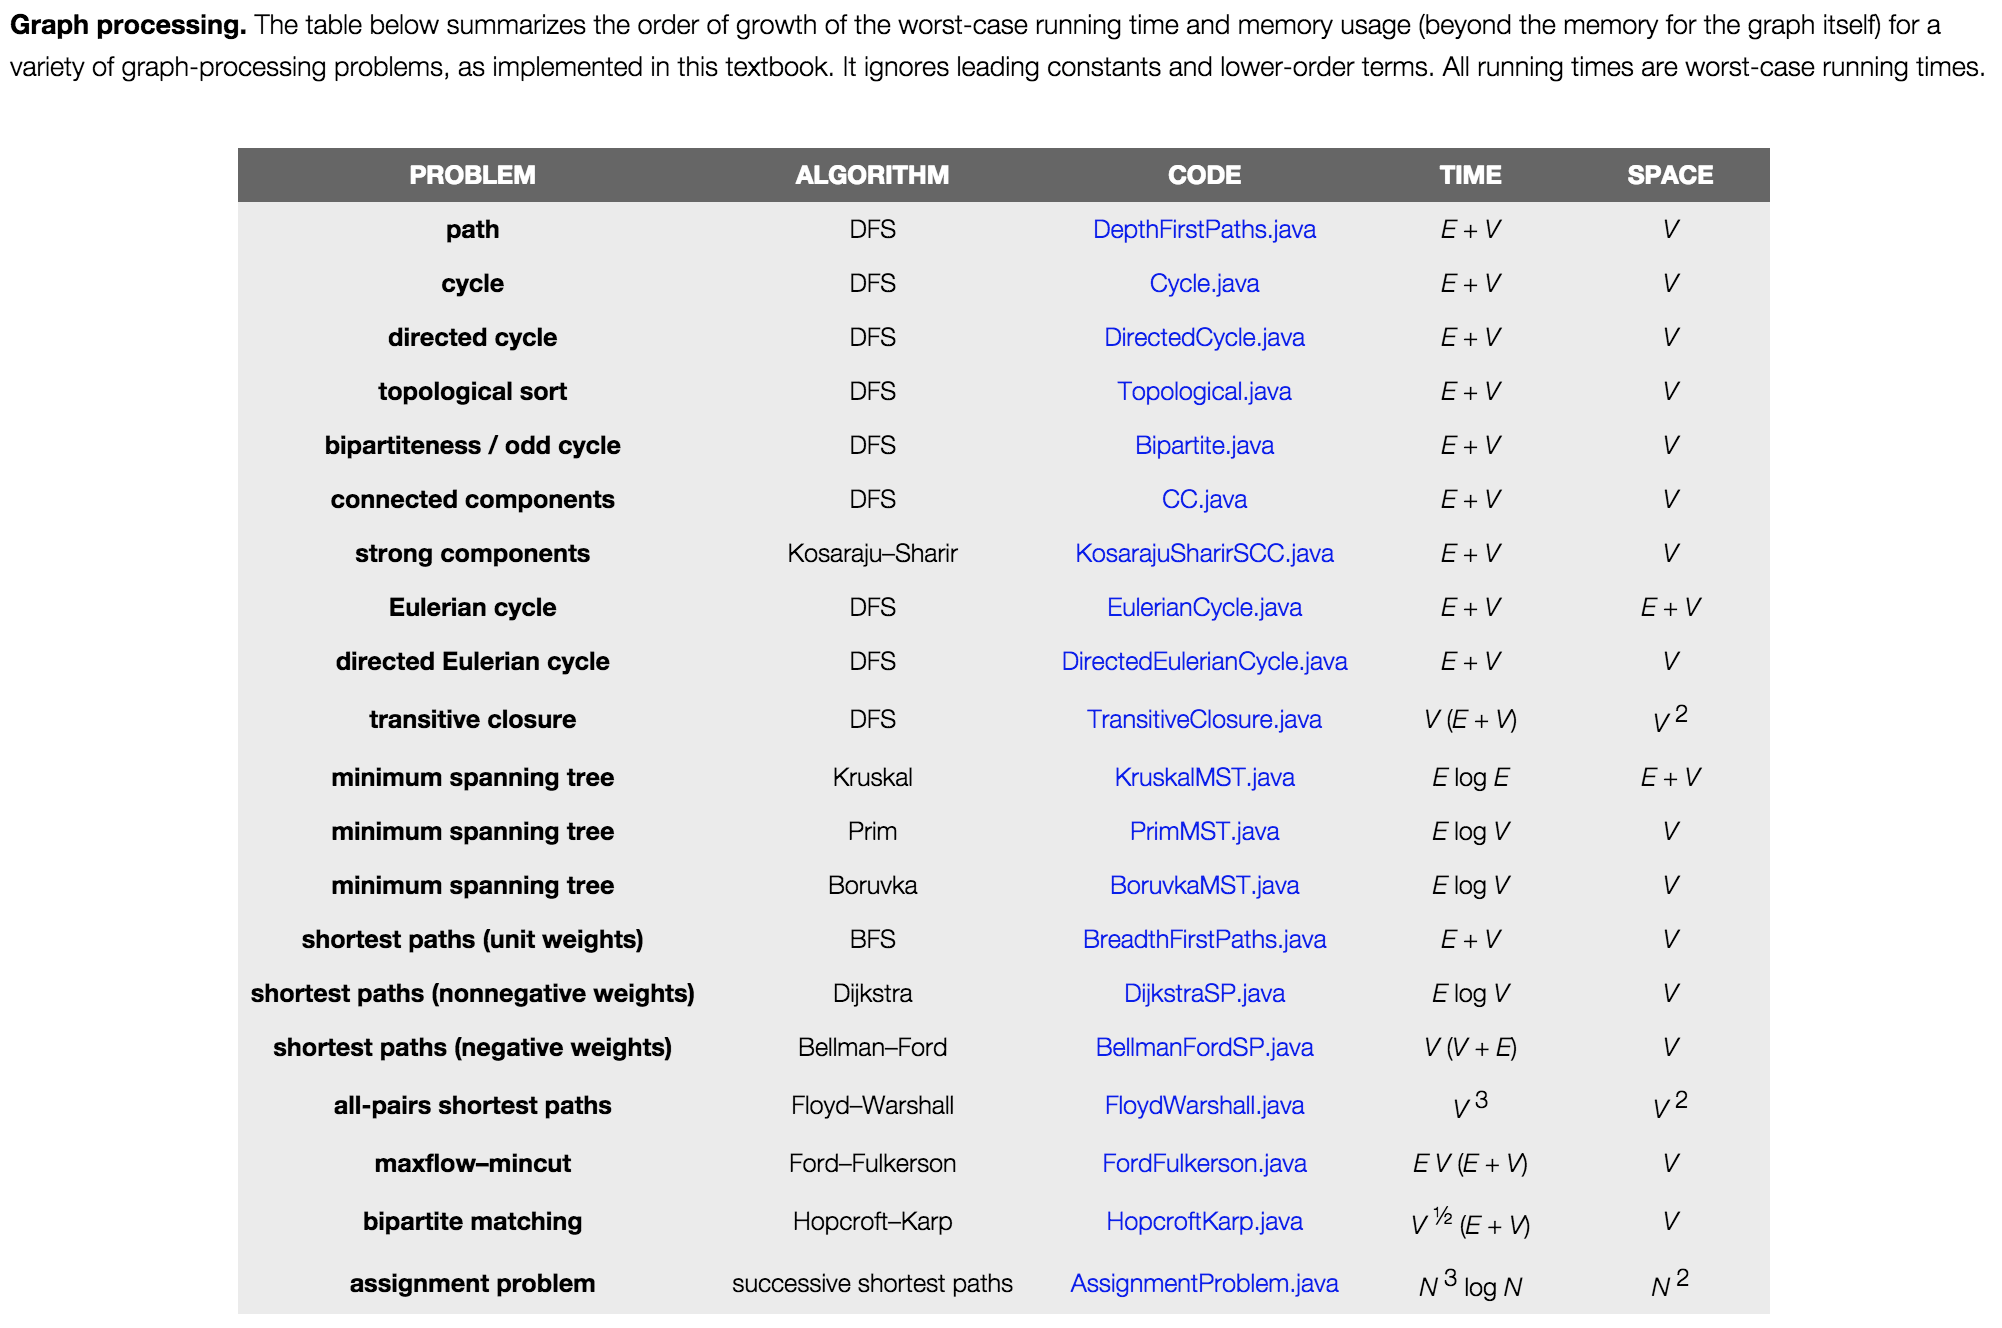 Graph processing. The table below summarizes the order of growth of the worst-case running time and memory usage (beyond the memory for the graph itself) for a
variety of graph-processing problems, as implemented in this textbook. It ignores leading constants and lower-order terms. All running times are worst-case running times.
PROBLEM ALGORITHM CODE TIME SPACE
path DFS DepthFirstPaths.java E + V V
cycle DFS Cycle.java E + V V
directed cycle DFS DirectedCycle.java E + V V
topological sort DFS Topological.java E + V V
bipartiteness / odd cycle DFS Bipartite.java E + V V
connected components DFS CC.java E + V V
strong components Kosaraju–Sharir KosarajuSharirSCC.java E + V V
Eulerian cycle DFS EulerianCycle.java E + V E + V
directed Eulerian cycle DFS DirectedEulerianCycle.java E + V V
transitive closure DFS TransitiveClosure.java V (E + V) V 2
minimum spanning tree Kruskal KruskalMST.java E log E E + V
minimum spanning tree Prim PrimMST.java E log V V
minimum spanning tree Boruvka BoruvkaMST.java E log V V
shortest paths (unit weights) BFS BreadthFirstPaths.java E + V V
shortest paths (nonnegative weights) Dijkstra DijkstraSP.java E log V V
shortest paths (negative weights) Bellman–Ford BellmanFordSP.java V (V + E) V
all-pairs shortest paths Floyd–Warshall FloydWarshall.java V 3 V 2
maxflow–mincut Ford–Fulkerson FordFulkerson.java E V (E + V) V
bipartite matching Hopcroft–Karp HopcroftKarp.java V ½ (E + V) V
assignment problem successive shortest paths AssignmentProblem.java N 3 log N N 2